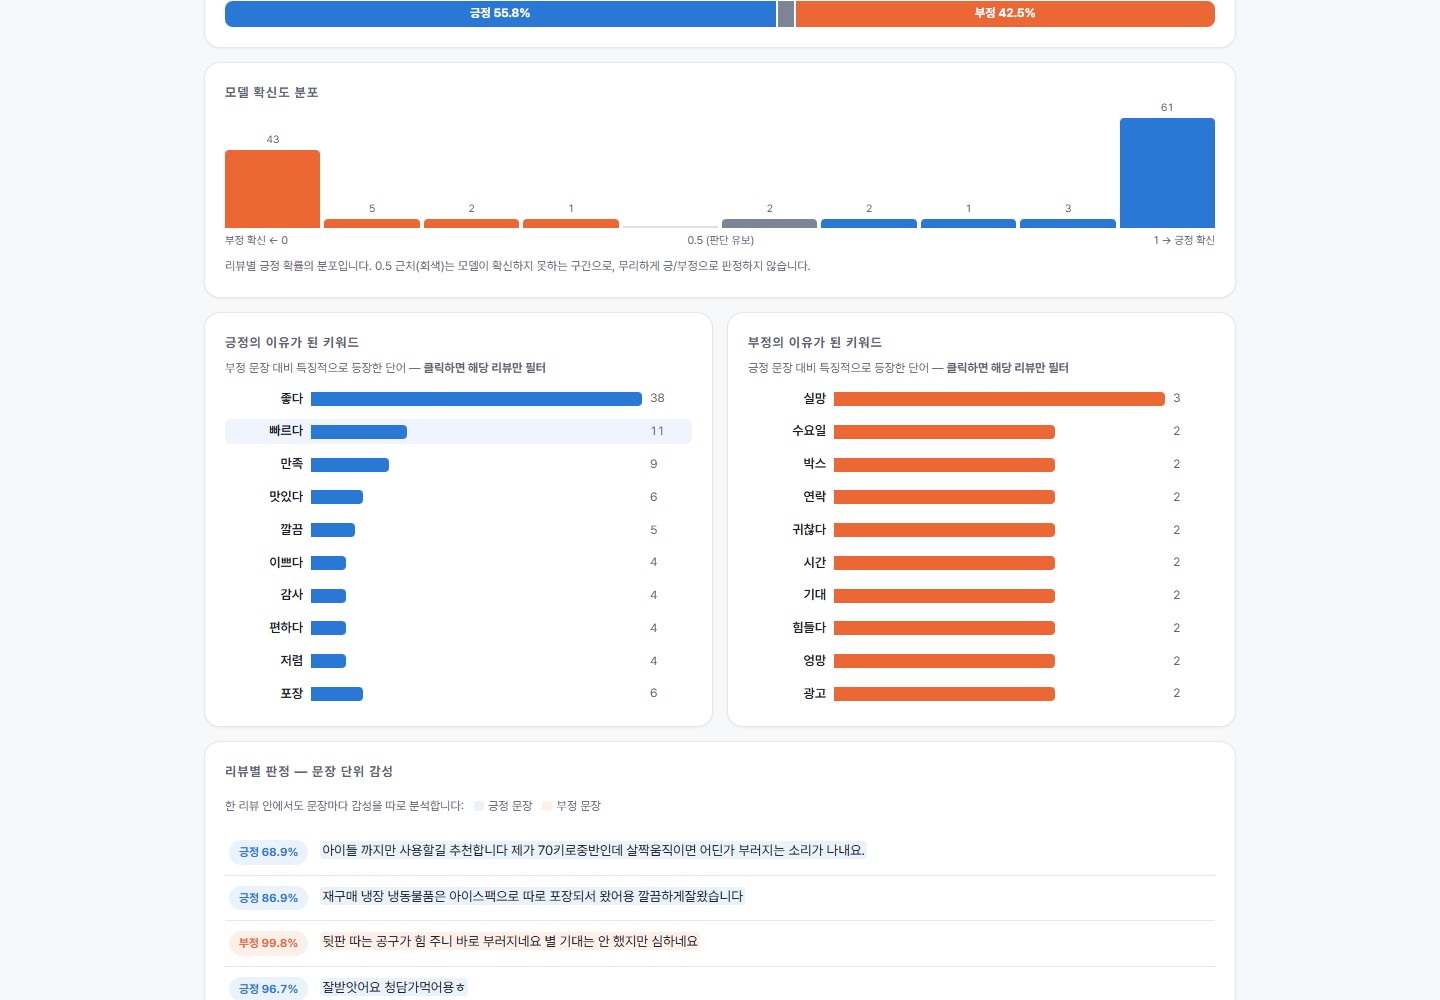 긍정 55.8%
부정 42.5%
모델 확신도 분포
43
5
2
1
2
2
1
3
61
부정 확신 ← 0
0.5 (판단 유보)
1 → 긍정 확신
리뷰별 긍정 확률의 분포입니다. 0.5 근처(회색)는 모델이 확신하지 못하는 구간으로, 무리하게 긍/부정으로 판정하지 않습니다.
긍정의 이유가 된 키워드
부정 문장 대비 특징적으로 등장한 단어 — 클릭하면 해당 리뷰만 필터
좋다 38
빠르다 11
만족 9
맛있다 6
깔끔 5
이쁘다 4
감사 4
편하다 4
저렴 4
포장 6
부정의 이유가 된 키워드
긍정 문장 대비 특징적으로 등장한 단어 — 클릭하면 해당 리뷰만 필터
실망 3
수요일 2
박스 2
연락 2
귀찮다 2
시간 2
기대 2
힘들다 2
엉망 2
광고 2
리뷰별 판정 — 문장 단위 감성
한 리뷰 안에서도 문장마다 감성을 따로 분석합니다: 긍정 문장 부정 문장
긍정 68.9% 아이들 까지만 사용할길 추천합니다 제가 70키로중반인데 살짝움직이면 어딘가 부러지는 소리가 나내요.
긍정 86.9% 재구매 냉장 냉동물품은 아이스팩으로 따로 포장되서 왔어용 깔끔하게잘왔습니다
부정 99.8% 뒷판 따는 공구가 힘 주니 바로 부러지네요 별 기대는 안 했지만 심하네요
긍정 96.7% 잘받앗어요 청담가먹어용ㅎ